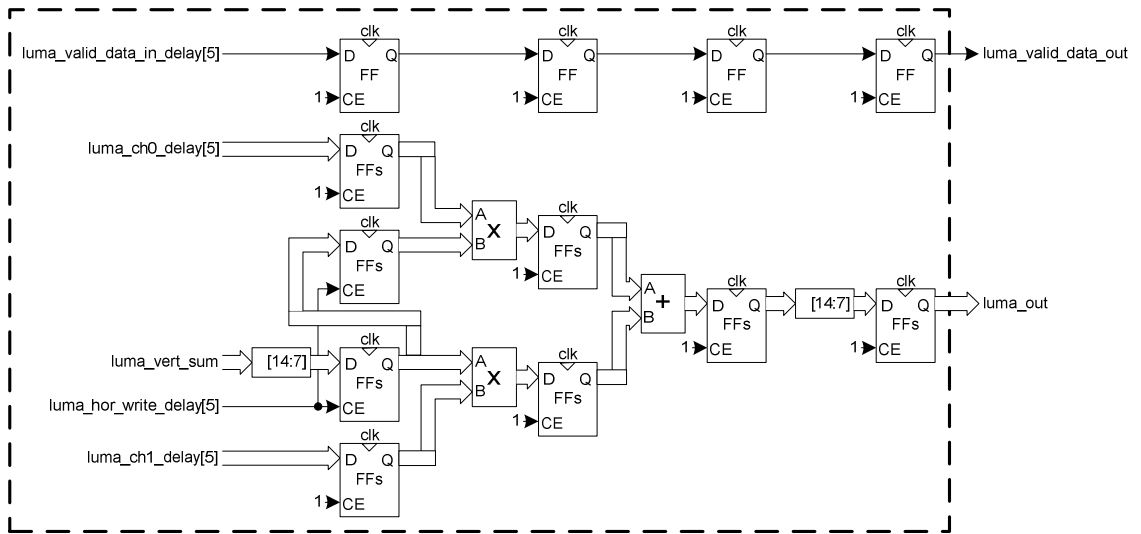 clk clk clk clk
luma_valid_data_in_delay[5] D Q D Q D Q D Q luma_valid_data_out
FF FF FF FF
1 CE 1 CE 1 CE 1 CE
clk
luma_ch0_delay[5] D Q
FFs
1 CE
A X B
clk
D Q
FFs
CE
clk
D Q
FFs
1 CE
A + B
clk
D Q
FFs
1 CE
[14:7]
clk
D Q
FFs
1 CE
luma_out
luma_vert_sum [14:7]
clk
D Q
FFs
luma_hor_write_delay[5] CE
A X B
clk
D Q
FFs
1 CE
clk
luma_ch1_delay[5] D Q
FFs
1 CE